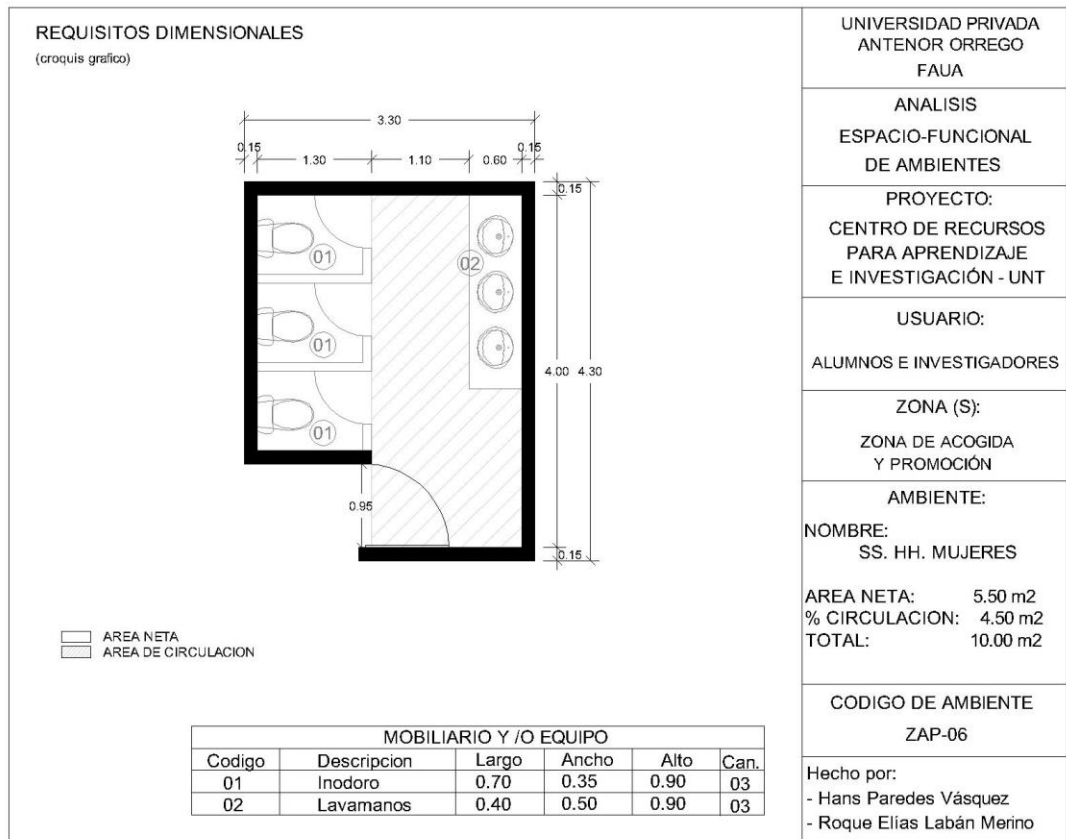 REQUISITOS DIMENSIONALES
(croquis grafico)
3.30
0.15
1.30
1.10
0.60
0.15
0.15
01
02
01
01
4.00
4.30
0.95
0.15
AREA NETA
AREA DE CIRCULACION
MOBILIARIO Y /O EQUIPO
Codigo Descripcion Largo Ancho Alto Can.
01 Inodoro 0.70 0.35 0.90 03
02 Lavamanos 0.40 0.50 0.90 03
UNIVERSIDAD PRIVADA
ANTENOR ORREGO
FAUA
ANALISIS
ESPACIO-FUNCIONAL
DE AMBIENTES
PROYECTO:
CENTRO DE RECURSOS
PARA APRENDIZAJE
E INVESTIGACIÓN - UNT
USUARIO:
ALUMNOS E INVESTIGADORES
ZONA (S):
ZONA DE ACOGIDA
Y PROMOCIÓN
AMBIENTE:
NOMBRE:
SS. HH. MUJERES
AREA NETA: 5.50 m2
% CIRCULACION: 4.50 m2
TOTAL: 10.00 m2
CODIGO DE AMBIENTE
ZAP-06
Hecho por:
- Hans Paredes Vásquez
- Roque Elías Labán Merino